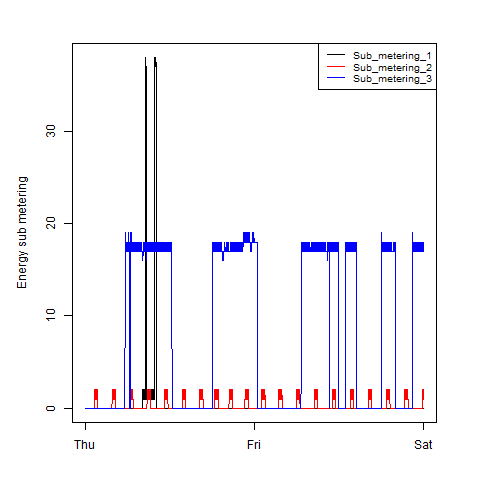 Sub_metering_1
Sub_metering_2
Sub_metering_3
Energy sub metering
30
20
10
0
Thu
Fri
Sat